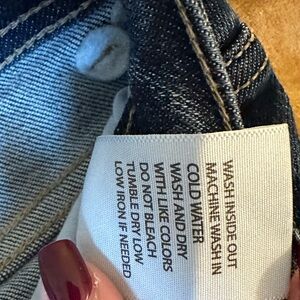 WASH INSIDE OUT
MACHINE WASH IN
COLD WATER
WASH AND DRY
WITH LIKE COLORS
DO NOT BLEACH
TUMBLE DRY LOW
LOW IRON IF NEEDED